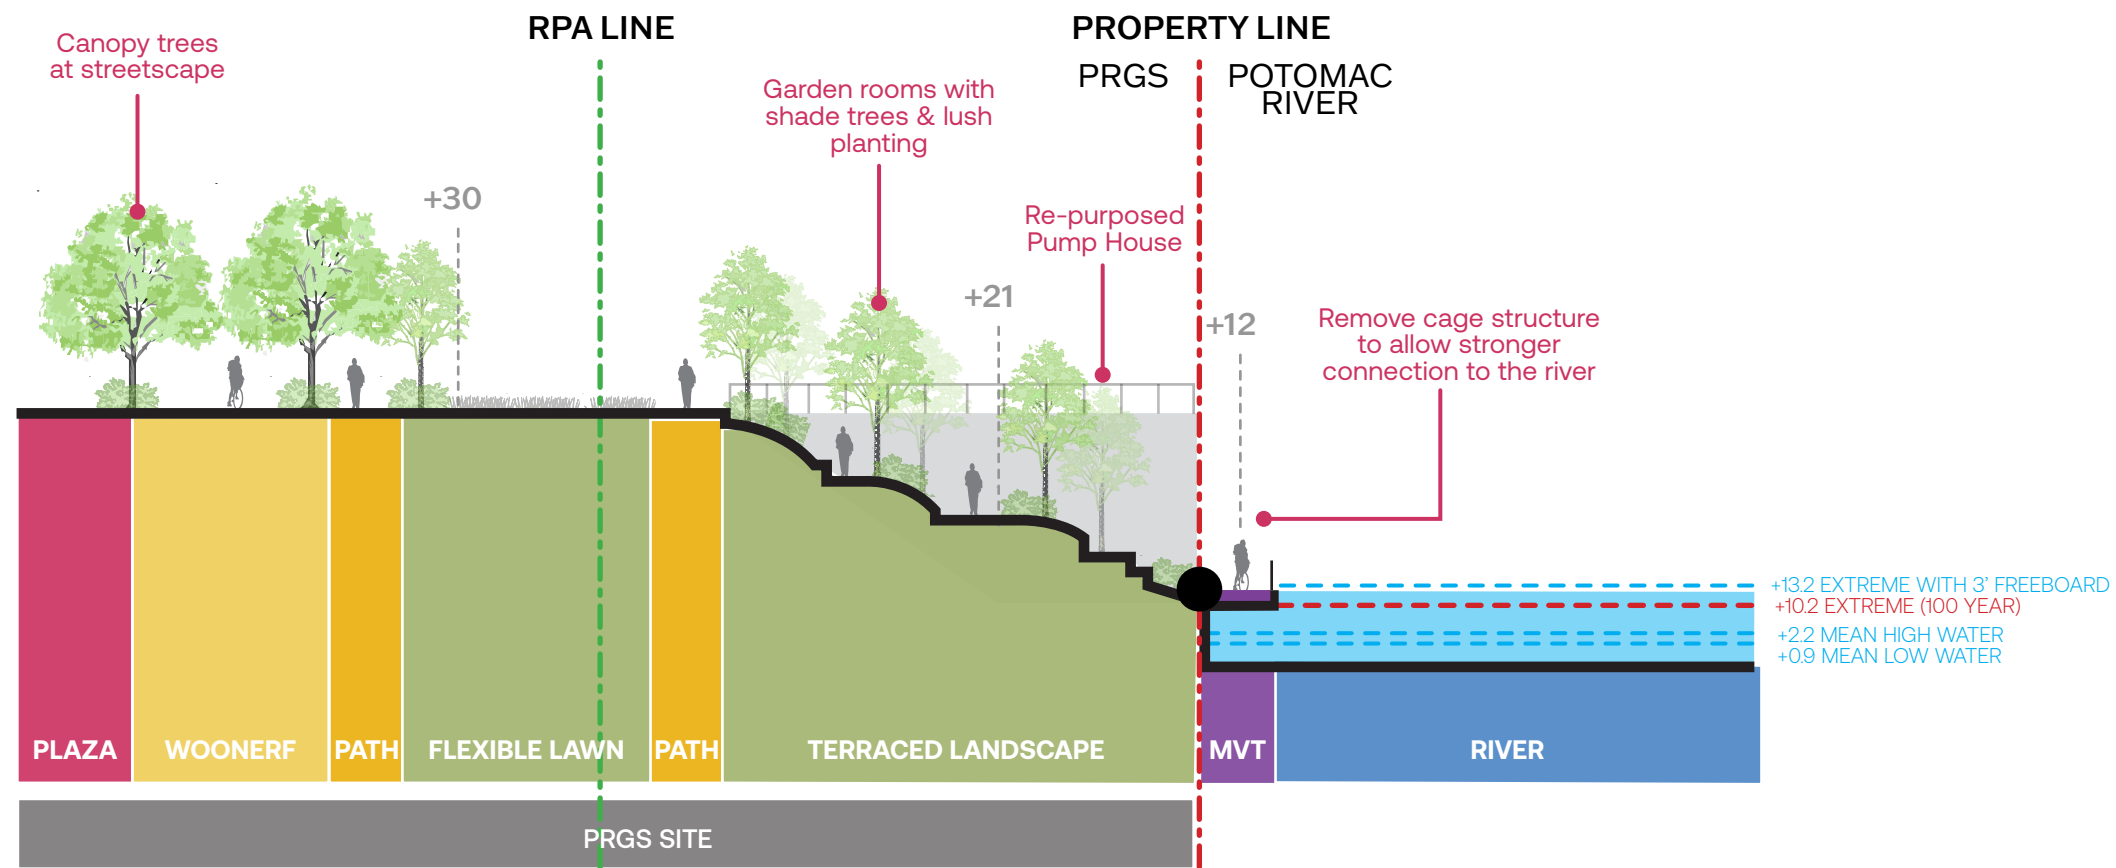 RPA LINE
PROPERTY LINE
PRGS
POTOMAC
RIVER
Canopy trees
at streetscape
Garden rooms with
shade trees & lush
planting
+30
Re-purposed
Pump House
+21
+12
Remove cage structure
to allow stronger
connection to the river
+13.2 EXTREME WITH 3' FREEBOARD
+10.2 EXTREME (100 YEAR)
+2.2 MEAN HIGH WATER
+0.9 MEAN LOW WATER
PLAZA
WOONERF
PATH
FLEXIBLE LAWN
PATH
TERRACED LANDSCAPE
MVT
RIVER
PRGS SITE